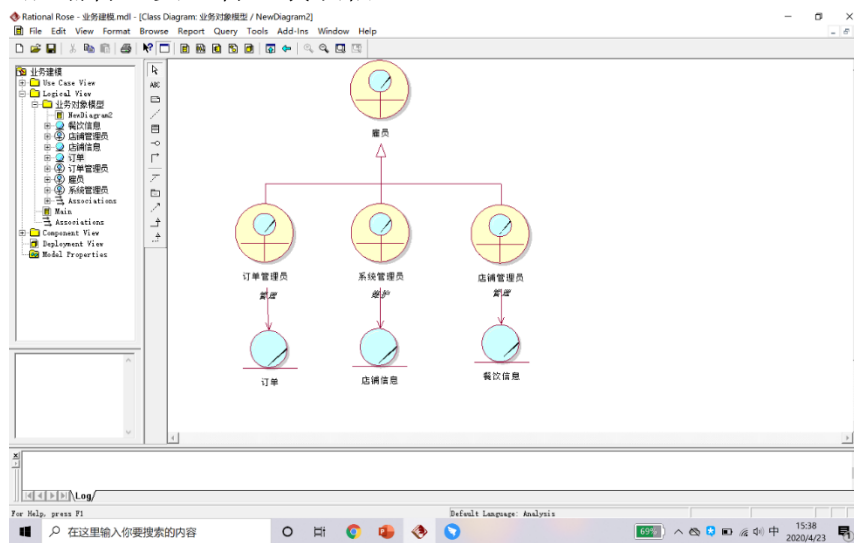 Rational Rose - 业务建模.mdl - [Class Diagram: 业务对象模型 / NewDiagram2]
File Edit View Format Browse Report Query Tools Add-Ins Window Help
业务建模
Use Case View
Logical View
业务对象模型
NewDiagram2
餐饮信息
店铺管理员
店铺信息
订单
订单管理员
雇员
系统管理员
Associations
Main
Associations
Component View
Deployment View
Model Properties
ABC
雇员
订单管理员
系统管理员
店铺管理员
管理
维护
管理
订单
店铺信息
餐饮信息
Log
For Help, press F1
Default Language: Analysis
在这里输入你要搜索的内容
69%
中
15:38
2020/4/23